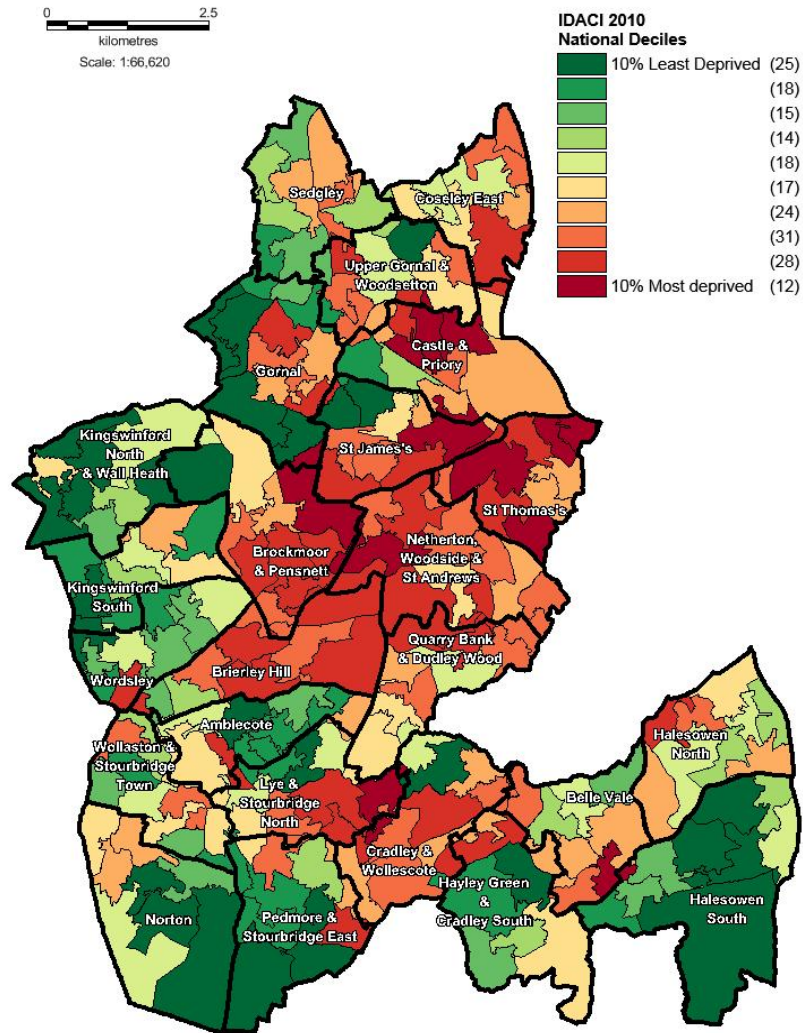 0 2.5
kilometres
Scale: 1:66,620
IDACI 2010
National Deciles
10% Least Deprived (25)
(18)
(15)
(14)
(18)
(17)
(24)
(31)
(28)
10% Most deprived (12)
Sedgley
Coseley East
Upper Gornal &
Woodsetton
Castle &
Priory
Gornal
St James's
Kingswinford
North
& Wall Heath
St Thomas's
Netherton,
Woodside &
St Andrews
Brockmoor
& Pensnett
Kingswinford
South
Quarry Bank
& Dudley Wood
Wordsley
Brierley Hill
Amblecote
Wollaston &
Stourbridge
Town
Halesowen
North
Lye &
Stourbridge
North
Belle Vale
Cradley &
Wollescote
Hayley Green
&
Cradley South
Halesowen
South
Norton
Pedmore &
Stourbridge East